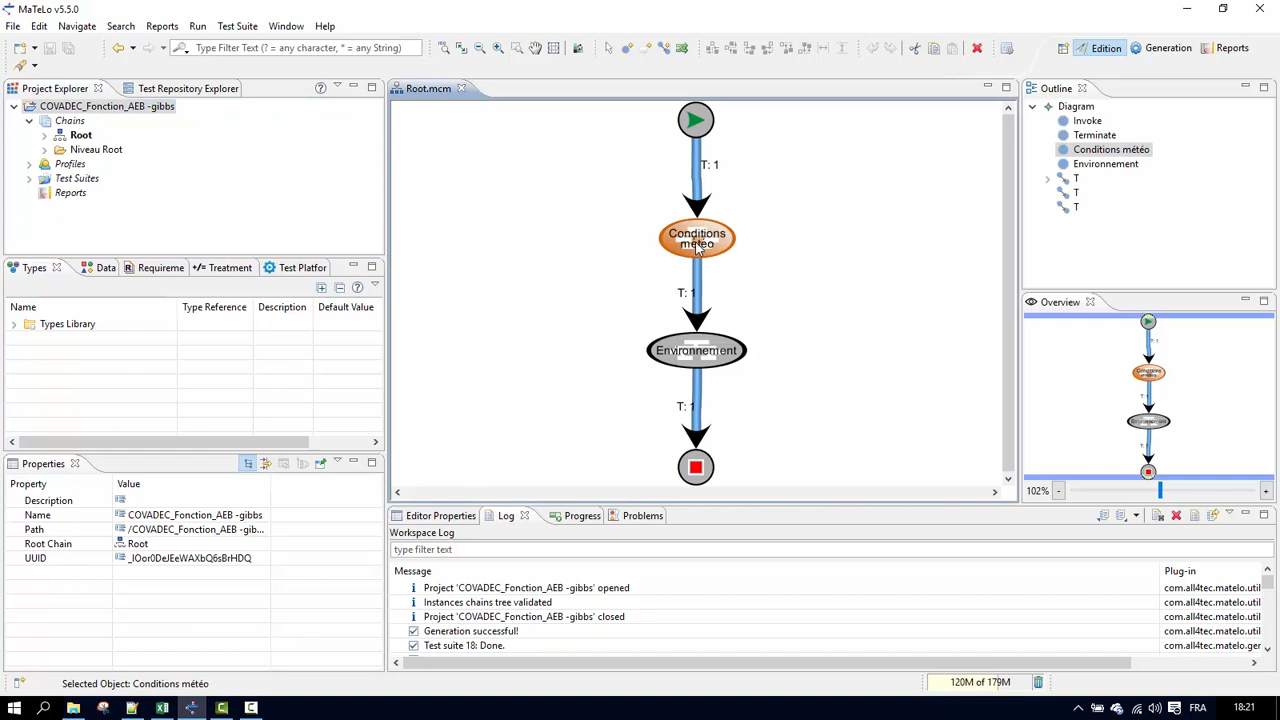 MaTeLo v5.5.0
File Edit Navigate Search Reports Run Test Suite Window Help
Type Filter Text (? = any character, * = any String)
Edition Generation Reports
Project Explorer Test Repository Explorer
COVADEC_Fonction_AEB -gibbs
Chains
Root
Niveau Root
Profiles
Test Suites
Reports
Types Data Requireme Treatment Test Platfor
Name Type Reference Description Default Value
Types Library
Properties
Property Value
Description
Name COVADEC_Fonction_AEB -gibbs
Path /COVADEC_Fonction_AEB -gib...
Root Chain Root
UUID _IOor0DeJEeWAXbQ6sBrHDQ
Root.mcm
T: 1
Conditions
météo
T: 1
Environnement
T: 1
Outline
Diagram
Invoke
Terminate
Conditions météo
Environnement
T
T
T
Overview
102%
Editor Properties Log Progress Problems
Workspace Log
type filter text
Message Plug-in
Project 'COVADEC_Fonction_AEB -gibbs' opened com.all4tec.matelo.util
Instances chains tree validated com.all4tec.matelo.util
Project 'COVADEC_Fonction_AEB -gibbs' closed com.all4tec.matelo.util
Generation successful! com.all4tec.matelo.util
Test suite 18: Done. com.all4tec.matelo.ger
Selected Object: Conditions météo
120M of 179M
FRA 18:21